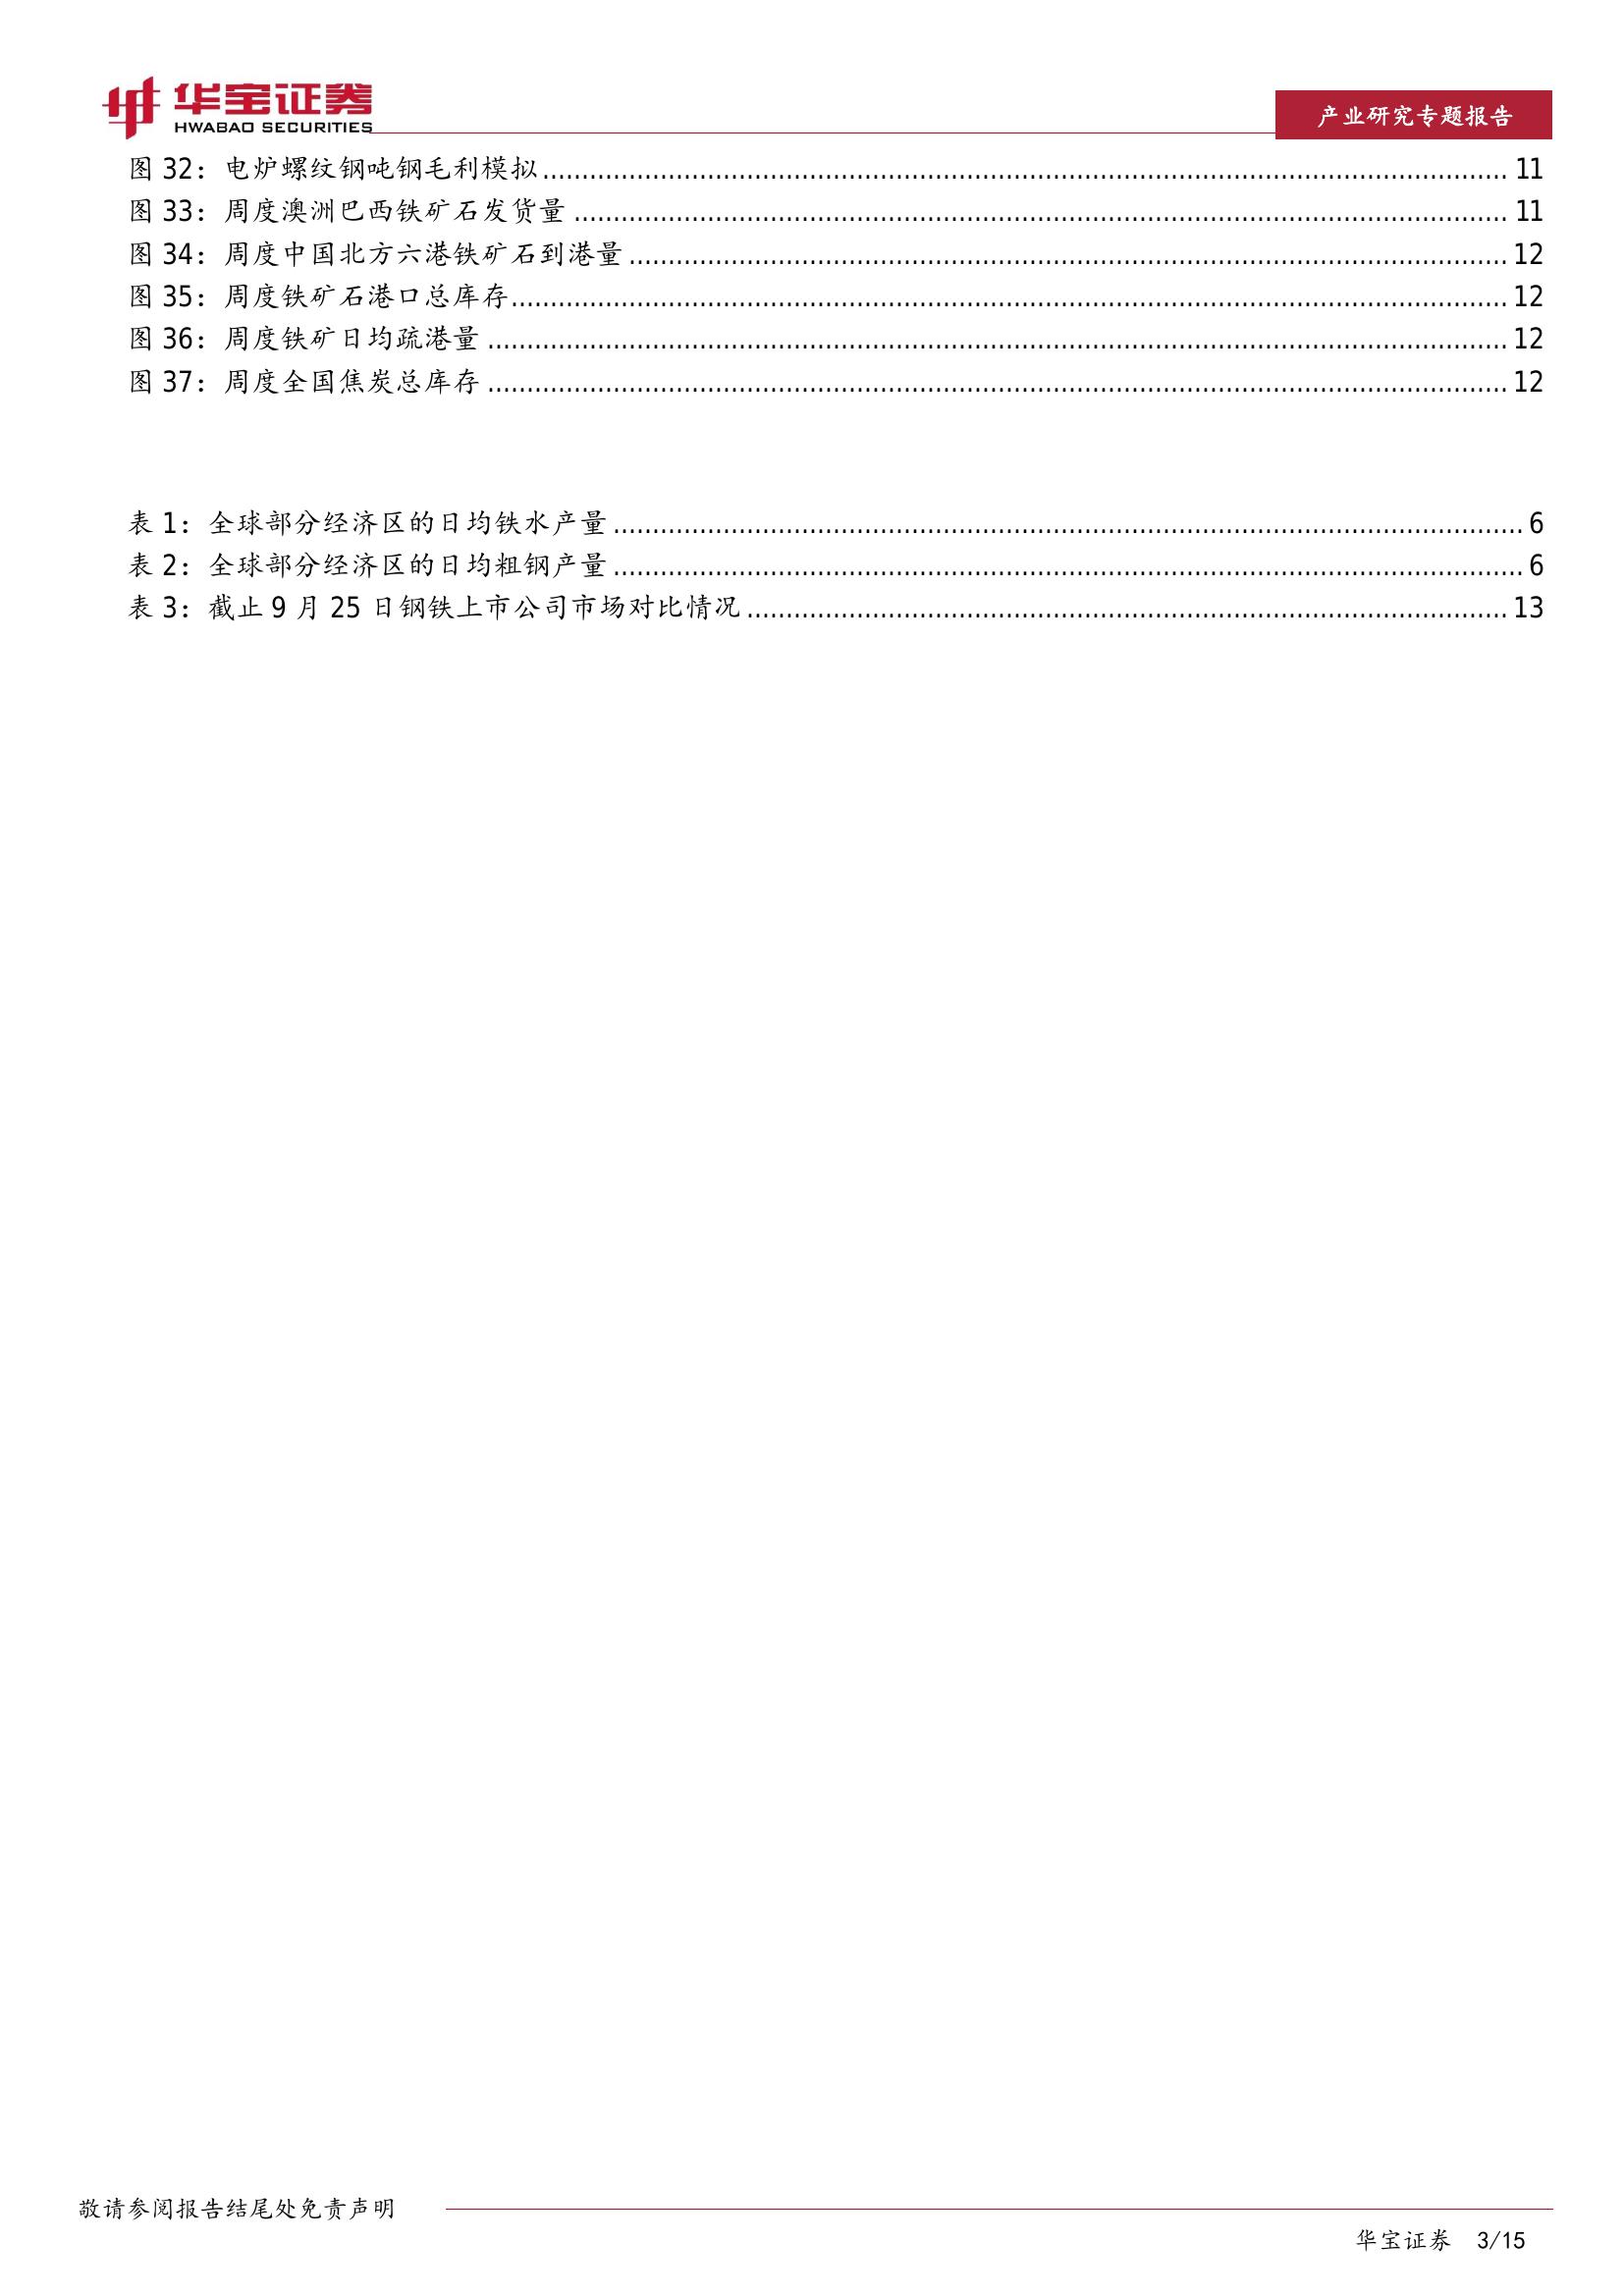 华宝证券
HWABAO SECURITIES
产业研究专题报告
图 32：电炉螺纹钢吨钢毛利模拟 11
图 33：周度澳洲巴西铁矿石发货量 11
图 34：周度中国北方六港铁矿石到港量 12
图 35：周度铁矿石港口总库存 12
图 36：周度铁矿日均疏港量 12
图 37：周度全国焦炭总库存 12
表 1：全球部分经济区的日均铁水产量 6
表 2：全球部分经济区的日均粗钢产量 6
表 3：截止 9 月 25 日钢铁上市公司市场对比情况 13
敬请参阅报告结尾处免责声明
华宝证券 3/15